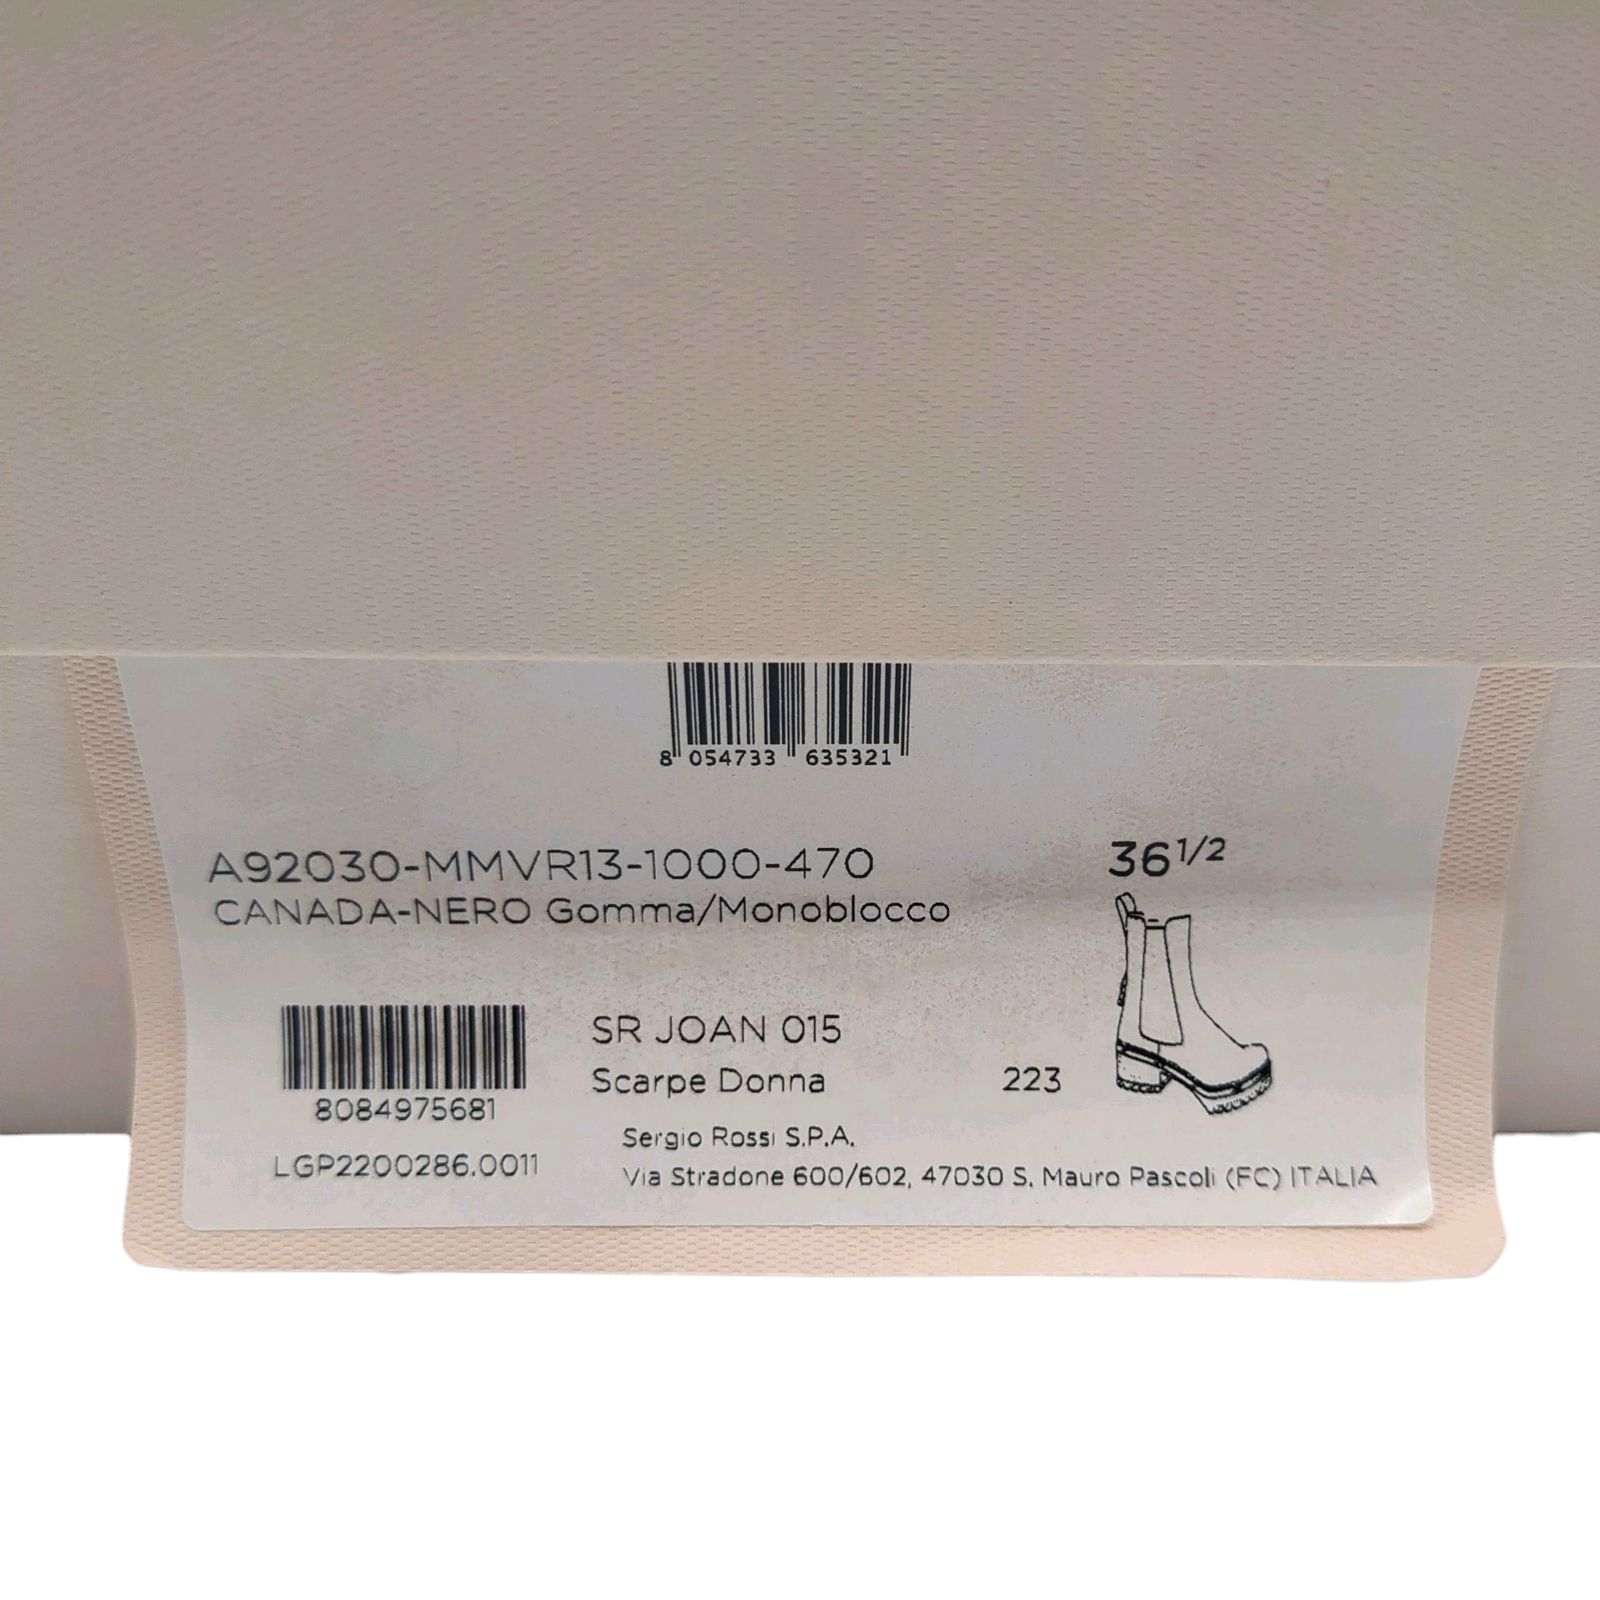 8 054733 635321
A92030-MMVR13-1000-470
36 1/2
CANADA-NERO Gomma/Monoblocco
SR JOAN 015
Scarpe Donna
223
8084975681
LGP2200286.0011
Sergio Rossi S.P.A.
Via Stradone 600/602, 47030 S. Mauro Pascoli (FC) ITALIA